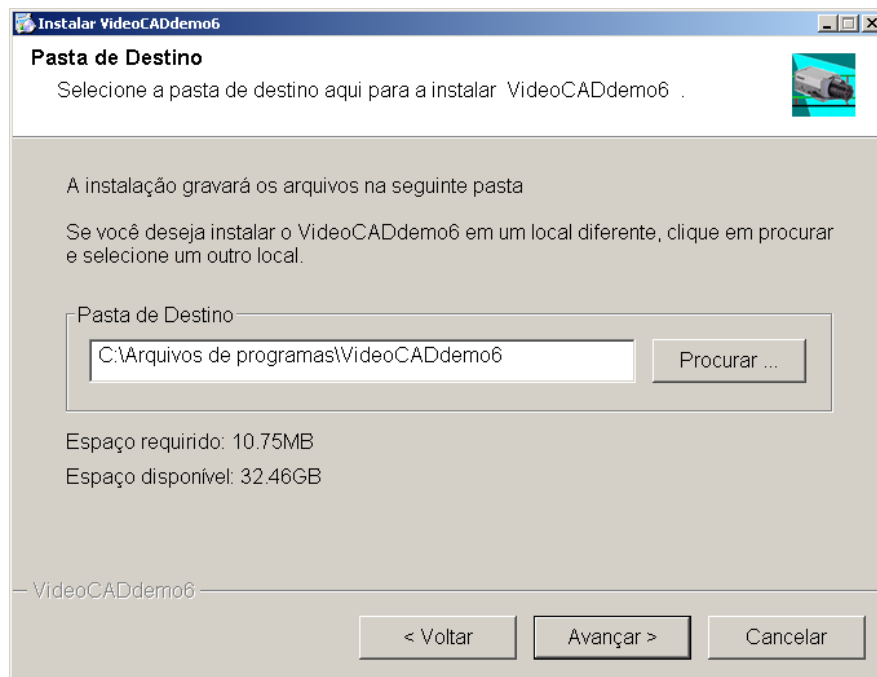 Instalar VideoCADdemo6
Pasta de Destino
Selecione a pasta de destino aqui para a instalar VideoCADdemo6 .
A instalação gravará os arquivos na seguinte pasta
Se você deseja instalar o VideoCADdemo6 em um local diferente, clique em procurar
e selecione um outro local.
Pasta de Destino
C:\Arquivos de programas\VideoCADdemo6
Procurar ...
Espaço requirido: 10.75MB
Espaço disponível: 32.46GB
VideoCADdemo6
< Voltar
Avançar >
Cancelar